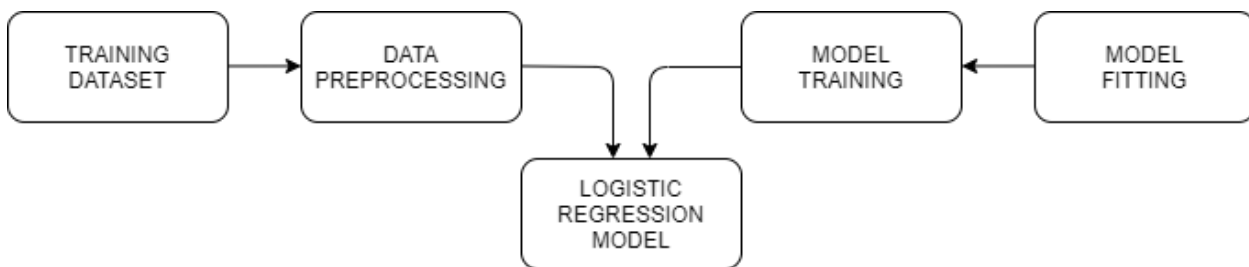 TRAINING
DATASET
DATA
PREPROCESSING
MODEL
TRAINING
MODEL
FITTING
LOGISTIC
REGRESSION
MODEL